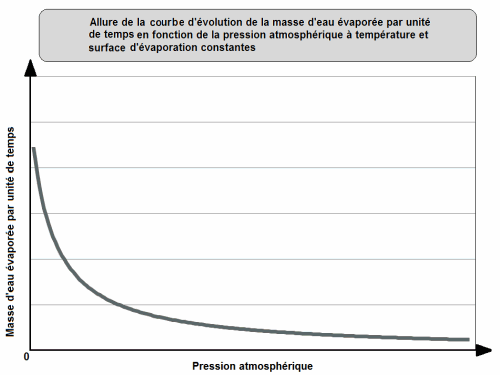 Allure de la courbe d'évolution de la masse d'eau évaporée par unité
de temps en fonction de la pression atmosphérique à température et
surface d'évaporation constantes
Masse d'eau évaporée par unité de temps
0
Pression atmosphérique